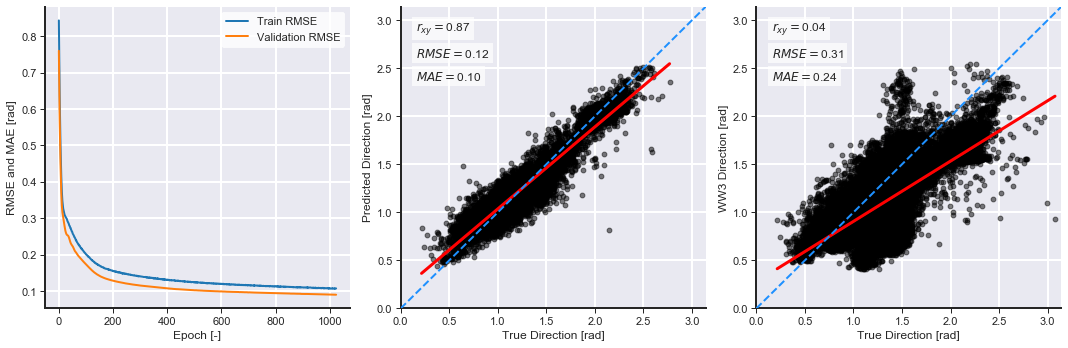 Train RMSE
Validation RMSE
RMSE and MAE [rad]
0.8
0.7
0.6
0.5
0.4
0.3
0.2
0.1
0 200 400 600 800 1000
Epoch [-]
r_xy = 0.87
RMSE = 0.12
MAE = 0.10
Predicted Direction [rad]
3.0
2.5
2.0
1.5
1.0
0.5
0.0
0.0 0.5 1.0 1.5 2.0 2.5 3.0
True Direction [rad]
r_xy = 0.04
RMSE = 0.31
MAE = 0.24
WW3 Direction [rad]
3.0
2.5
2.0
1.5
1.0
0.5
0.0
0.0 0.5 1.0 1.5 2.0 2.5 3.0
True Direction [rad]